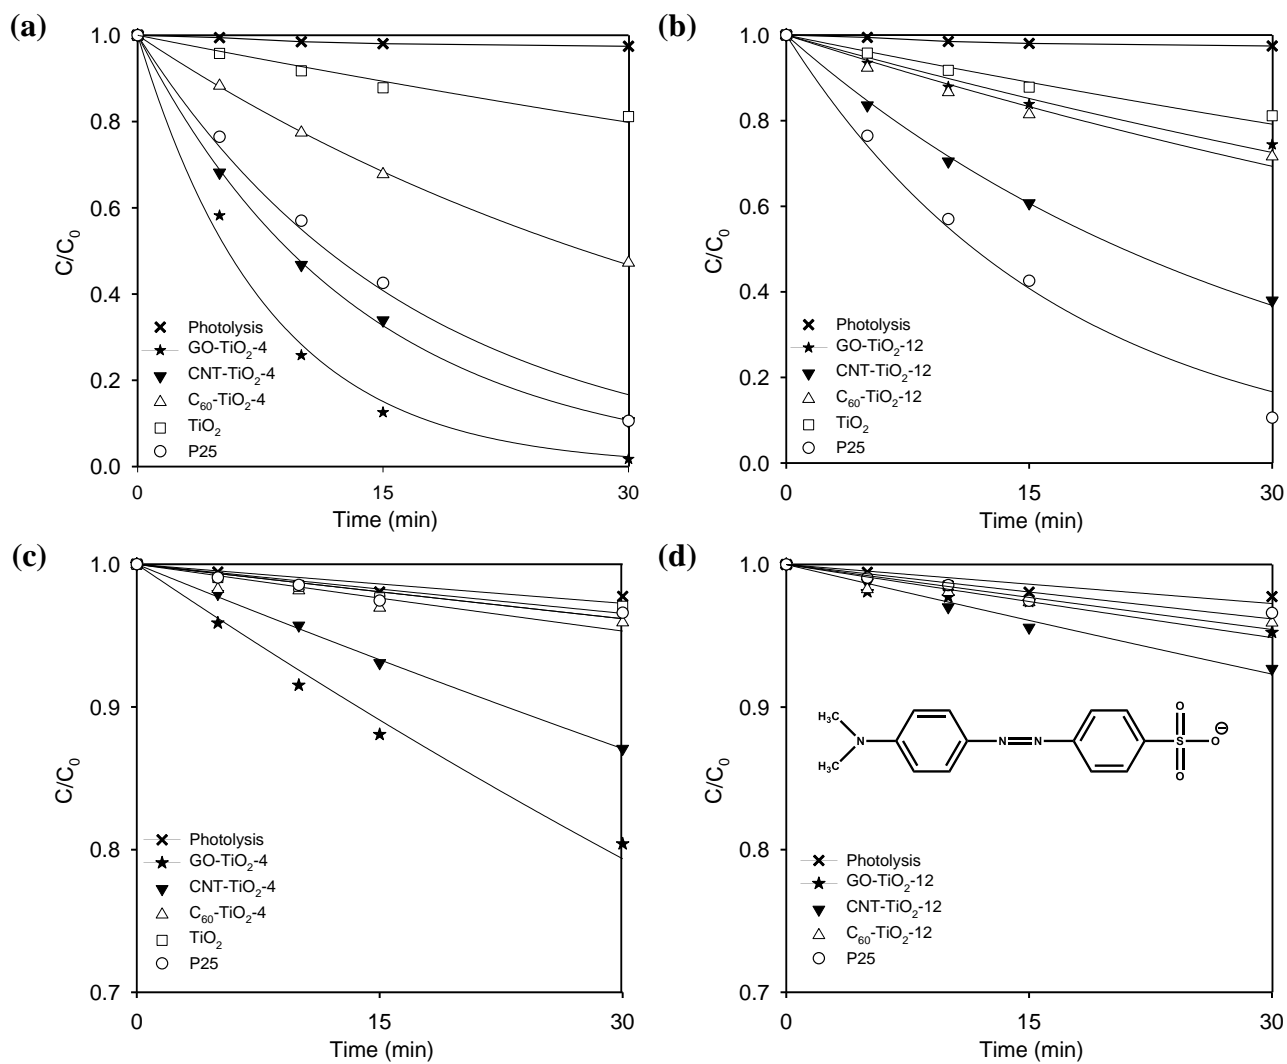 (a)
1.0
0.8
0.6
0.4
0.2
0.0
C/C0
Photolysis
GO-TiO2-4
CNT-TiO2-4
C60-TiO2-4
TiO2
P25
0 15 30
Time (min)
(b)
1.0
0.8
0.6
0.4
0.2
0.0
C/C0
Photolysis
GO-TiO2-12
CNT-TiO2-12
C60-TiO2-12
TiO2
P25
0 15 30
Time (min)
(c)
1.0
0.9
0.8
0.7
C/C0
Photolysis
GO-TiO2-4
CNT-TiO2-4
C60-TiO2-4
TiO2
P25
0 15 30
Time (min)
(d)
1.0
0.9
0.8
0.7
C/C0
O
H3C
N N N S O ⊖
H3C
O
Photolysis
GO-TiO2-12
CNT-TiO2-12
C60-TiO2-12
P25
0 15 30
Time (min)